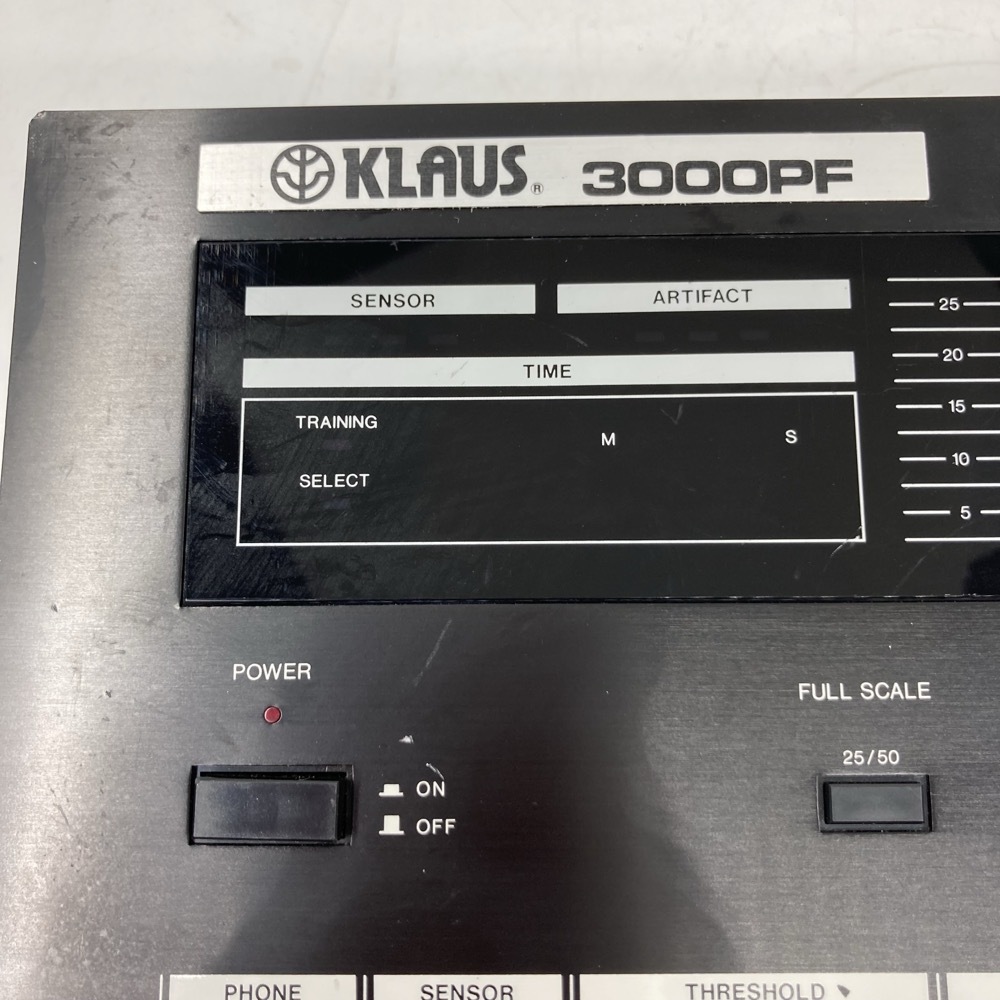 KLAUS® 3000PF
SENSOR ARTIFACT
TIME
TRAINING
M S
SELECT
25
20
15
10
5
POWER
ON
OFF
FULL SCALE
25/50
PHONE SENSOR THRESHOLD